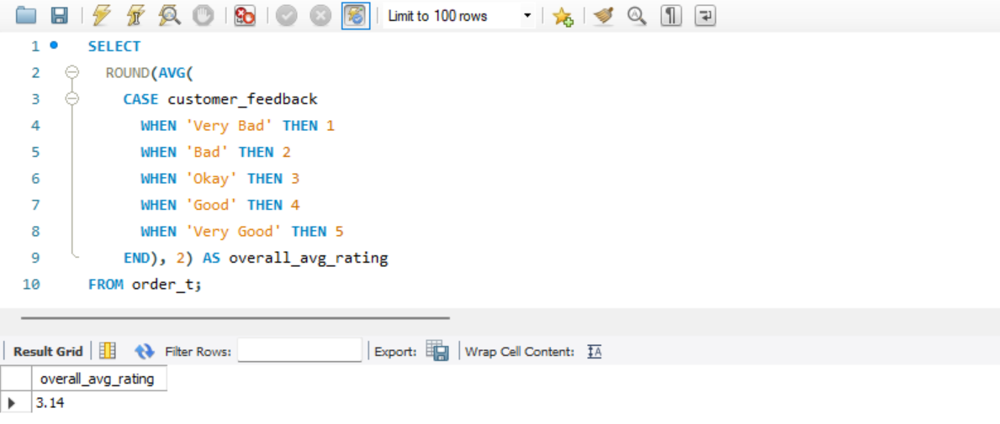 Limit to 100 rows
1 SELECT
2 ROUND(AVG(
3 CASE customer_feedback
4 WHEN 'Very Bad' THEN 1
5 WHEN 'Bad' THEN 2
6 WHEN 'Okay' THEN 3
7 WHEN 'Good' THEN 4
8 WHEN 'Very Good' THEN 5
9 END), 2) AS overall_avg_rating
10 FROM order_t;
Result Grid Filter Rows: Export: Wrap Cell Content:
overall_avg_rating
3.14